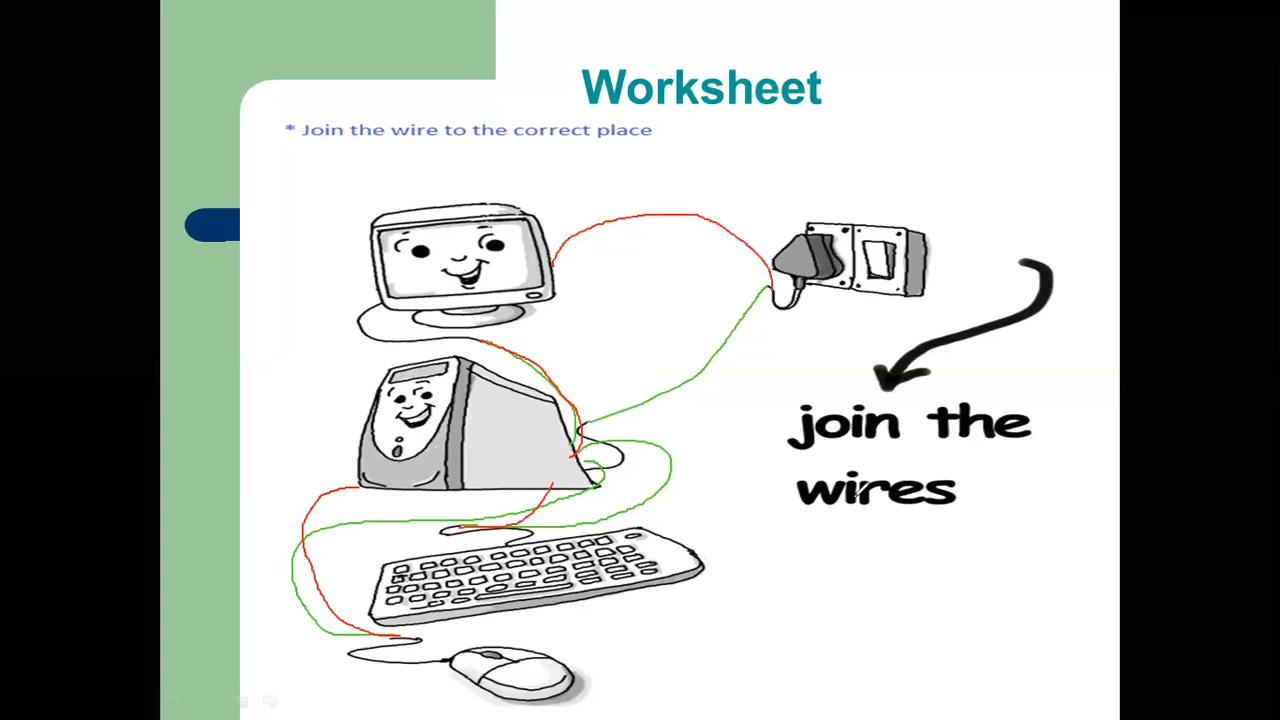 Worksheet
* Join the wire to the correct place
join the
wires